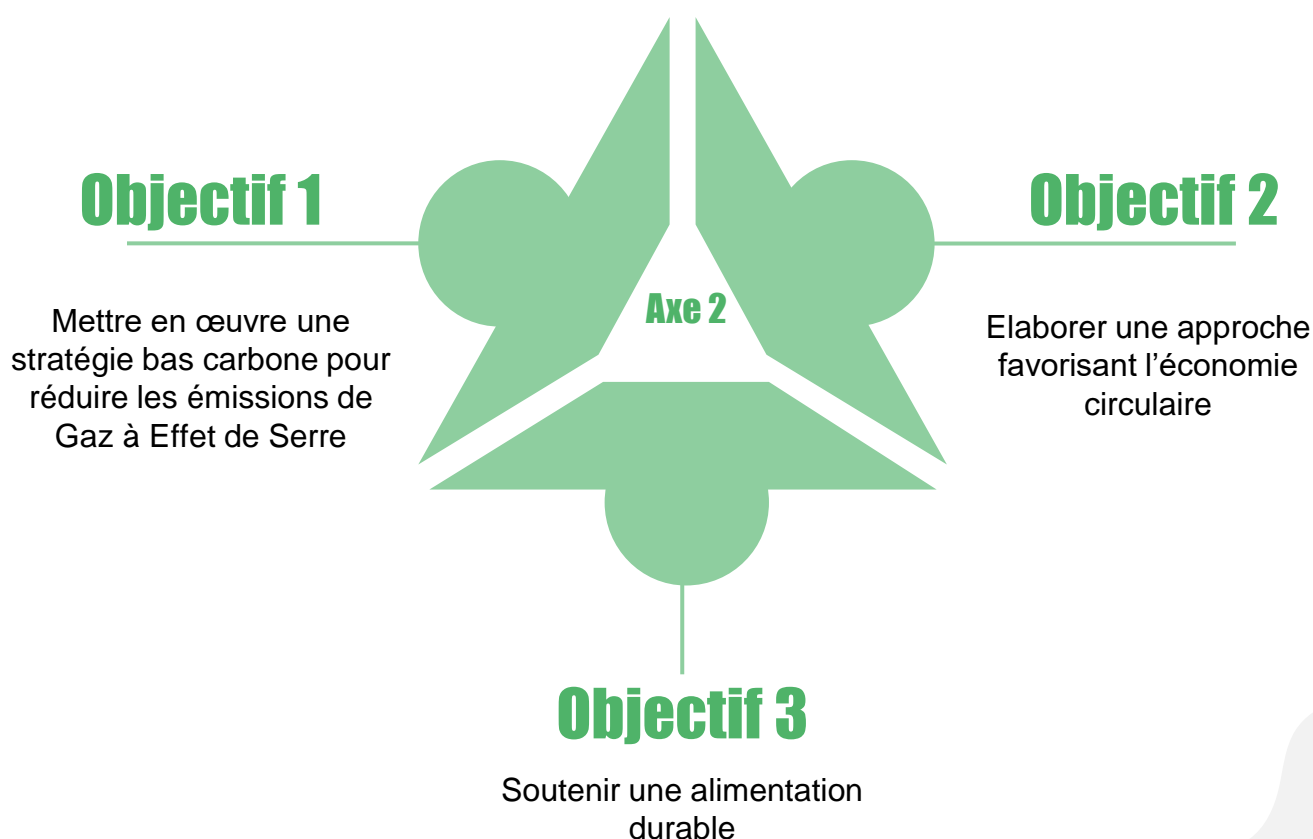 Objectif 1
Mettre en œuvre une
stratégie bas carbone pour
réduire les émissions de
Gaz à Effet de Serre
Axe 2
Objectif 2
Elaborer une approche
favorisant l’économie
circulaire
Objectif 3
Soutenir une alimentation
durable